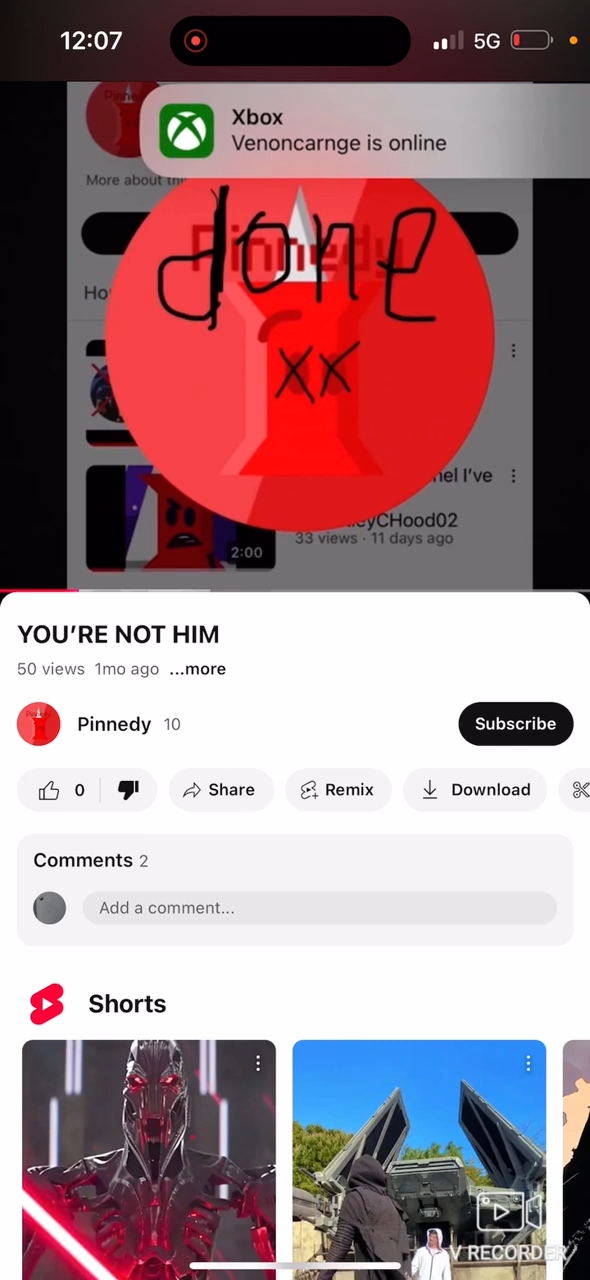 12:07
5G
Xbox
Venoncarnge is online
More about
Pinnedy
done
xx
nel I've
eyCHood02
33 views · 11 days ago
2:00
YOU'RE NOT HIM
50 views 1mo ago ...more
Pinnedy 10
Subscribe
0
Share
Remix
Download
Comments 2
Add a comment...
Shorts
V RECORDER